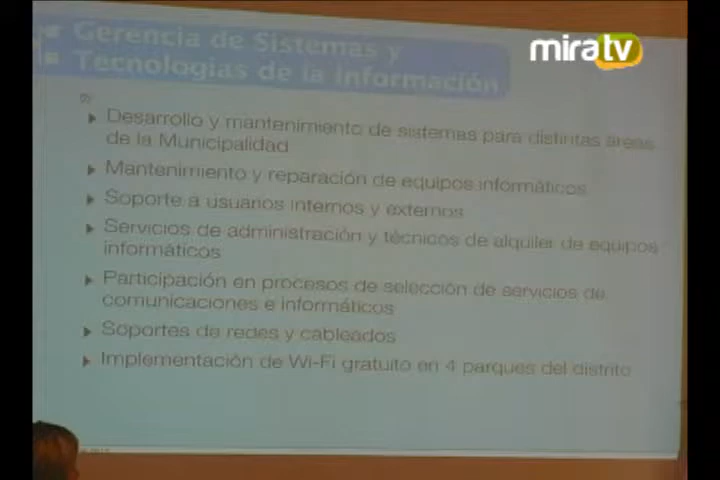 miratv
Gerencia de Sistemas y
Tecnologías de la Información
Desarrollo y mantenimiento de sistemas para distintas áreas
de la Municipalidad
Mantenimiento y reparación de equipos informáticos
Soporte a usuarios internos y externos
Servicios de administración y técnicos de alquiler de equipos
informáticos
Participación en procesos de selección de servicios de
comunicaciones e informáticos
Soportes de redes y cableados
Implementación de Wi-Fi gratuito en 4 parques del distrito